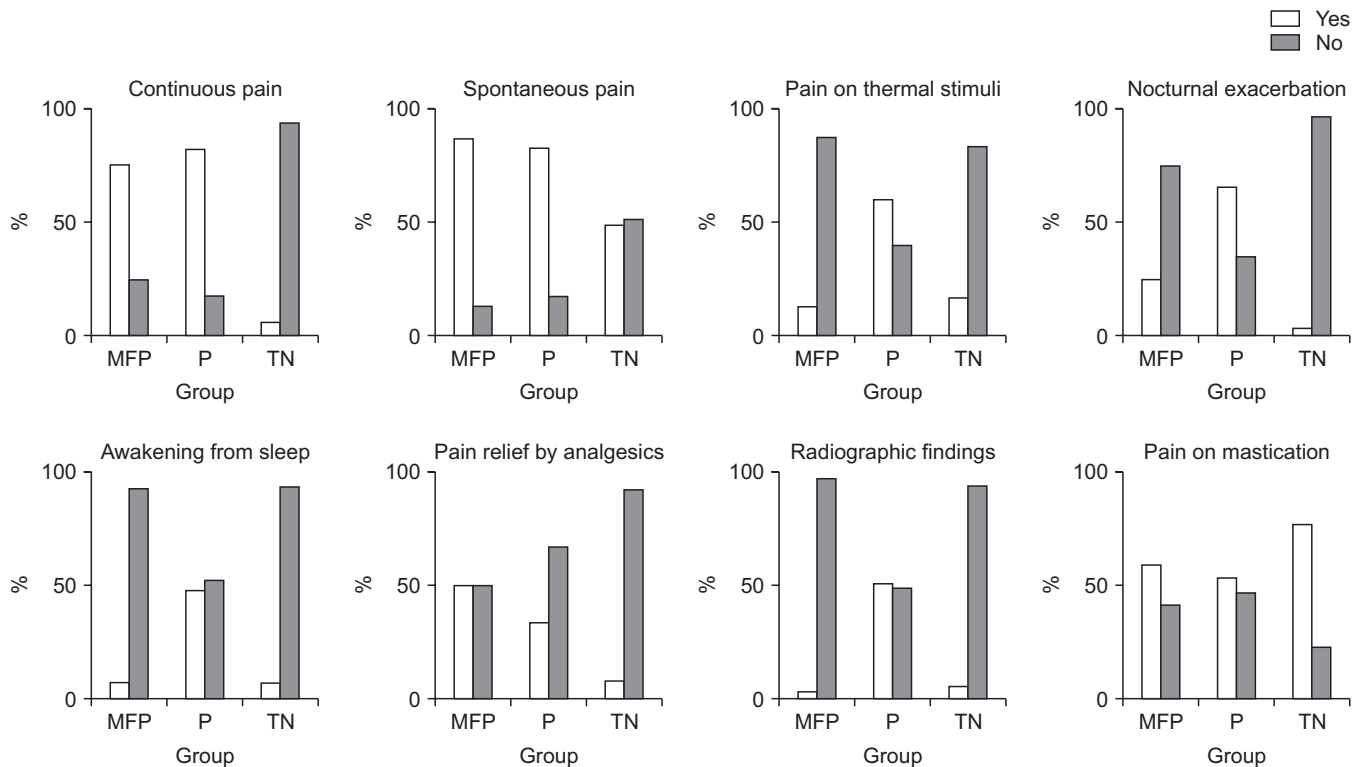 Yes
No
Continuous pain
100
50
0
%
MFP P TN
Group
Spontaneous pain
100
50
0
%
MFP P TN
Group
Pain on thermal stimuli
100
50
0
%
MFP P TN
Group
Nocturnal exacerbation
100
50
0
%
MFP P TN
Group
Awakening from sleep
100
50
0
%
MFP P TN
Group
Pain relief by analgesics
100
50
0
%
MFP P TN
Group
Radiographic findings
100
50
0
%
MFP P TN
Group
Pain on mastication
100
50
0
%
MFP P TN
Group